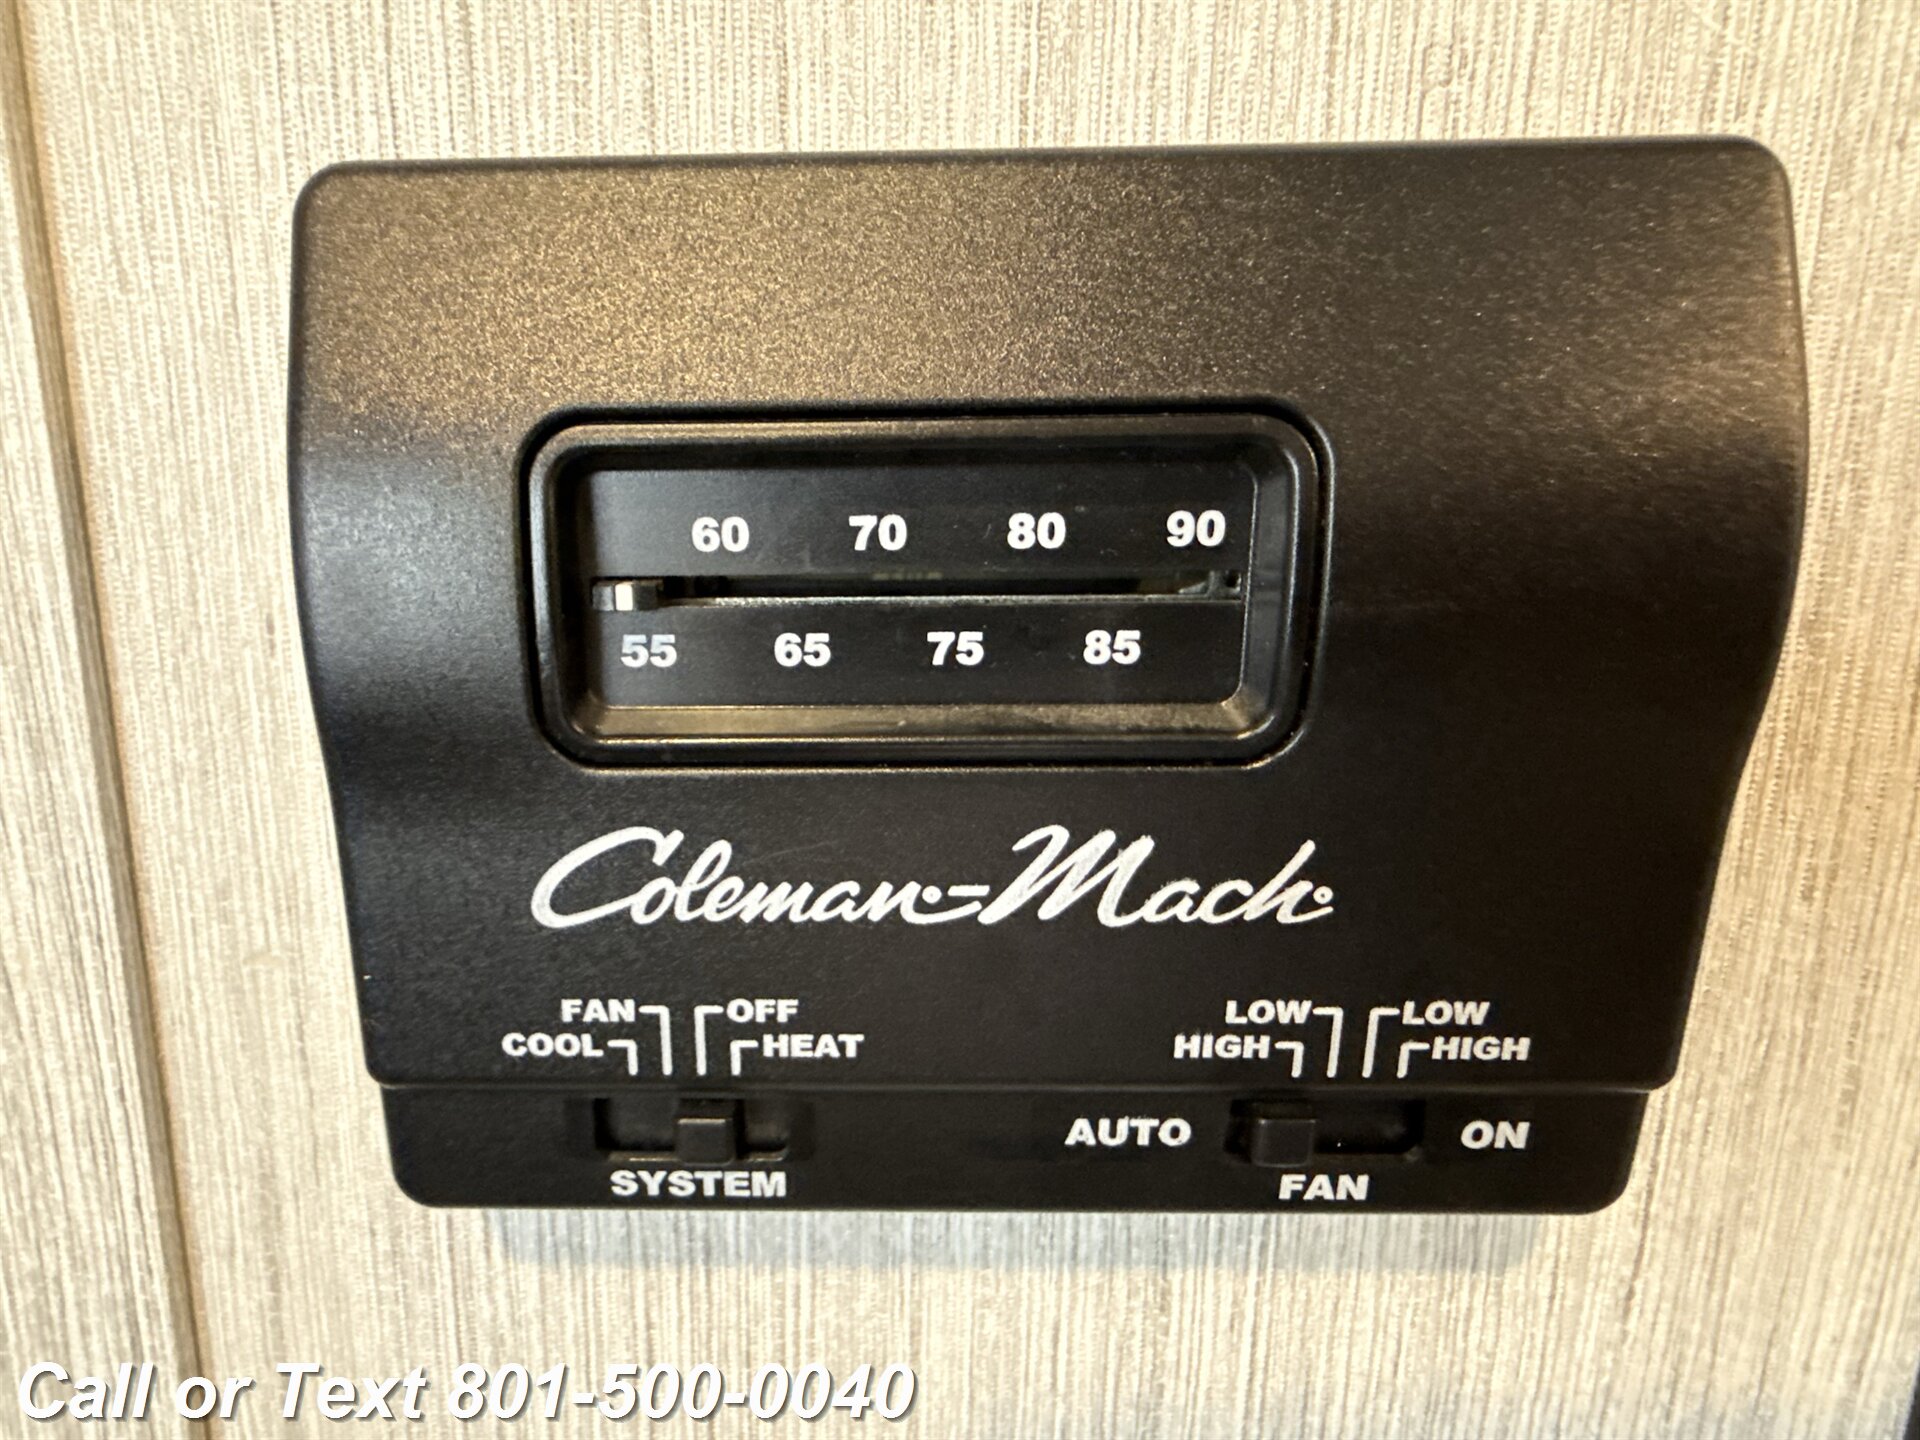 60 70 80 90
55 65 75 85
Coleman-Mach
FAN OFF
COOL HEAT
SYSTEM
LOW LOW
HIGH HIGH
AUTO ON
FAN
Call or Text 801-500-0040